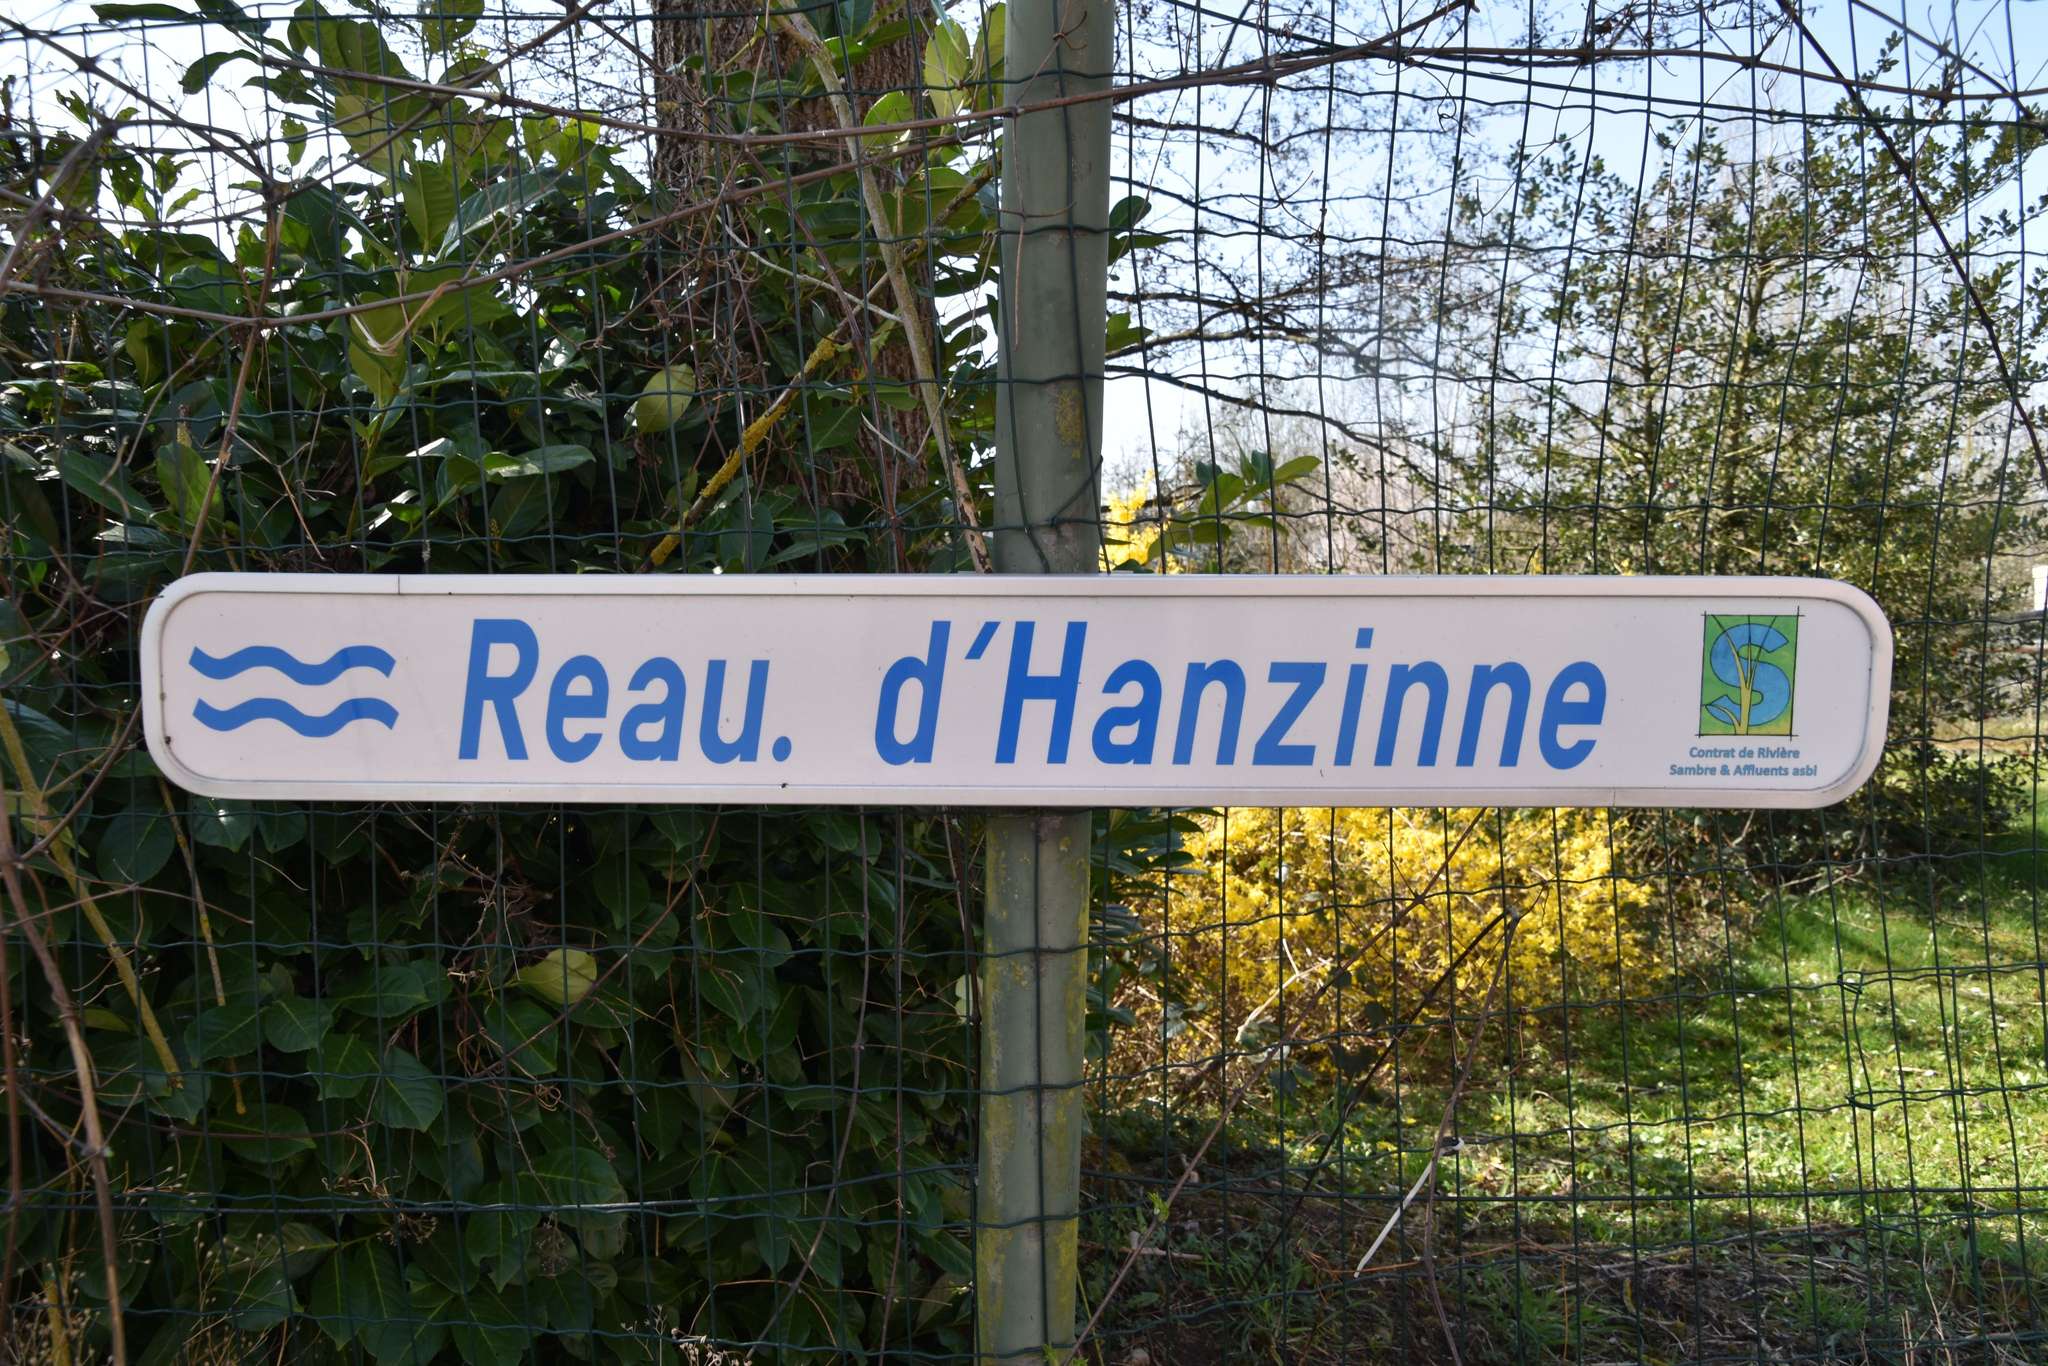 Reau. d'Hanzinne
S
Contrat de Rivière
Sambre & Affluents asbl